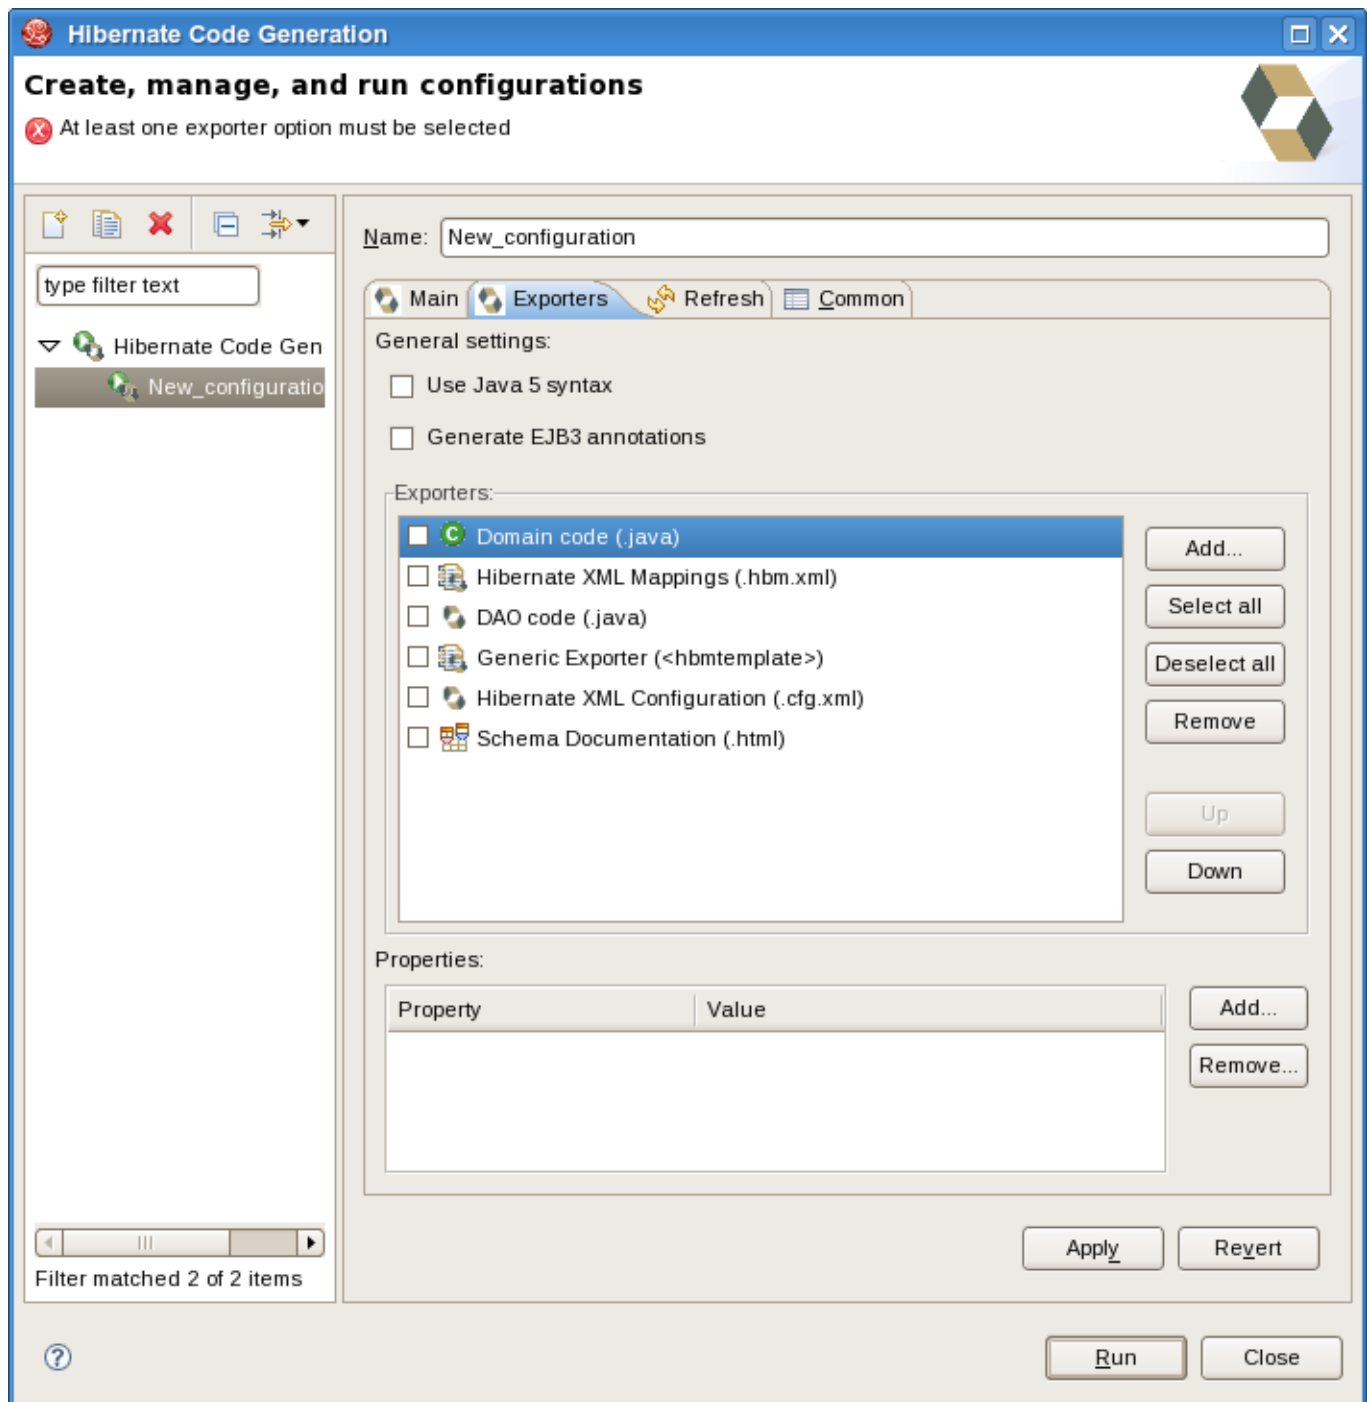 Hibernate Code Generation
Create, manage, and run configurations
At least one exporter option must be selected
type filter text
Hibernate Code Gen
New_configuratio
Filter matched 2 of 2 items
Name: New_configuration
Main Exporters Refresh Common
General settings:
Use Java 5 syntax
Generate EJB3 annotations
Exporters:
Domain code (.java)
Hibernate XML Mappings (.hbm.xml)
DAO code (.java)
Generic Exporter (<hbmtemplate>)
Hibernate XML Configuration (.cfg.xml)
Schema Documentation (.html)
Add...
Select all
Deselect all
Remove
Up
Down
Properties:
Property Value
Add...
Remove...
Apply Revert
Run Close